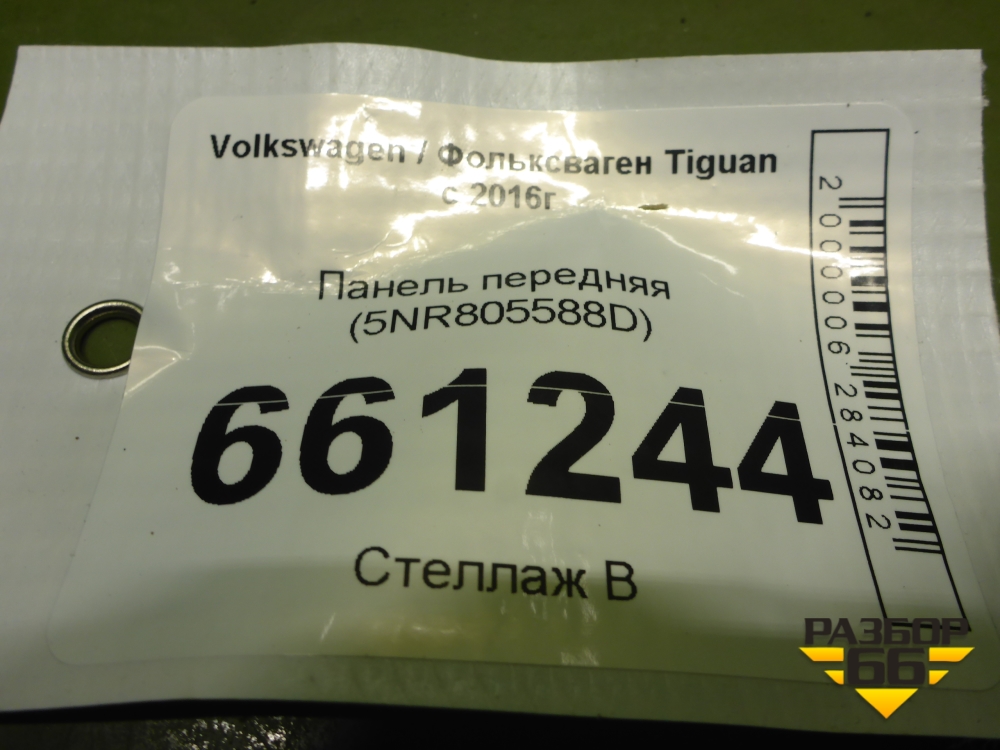 Volkswagen / Фольксваген Tiguan
с 2016г
Панель передняя
(5NR805588D)
661244
Стеллаж В
2000006284082
РАЗБОР
66